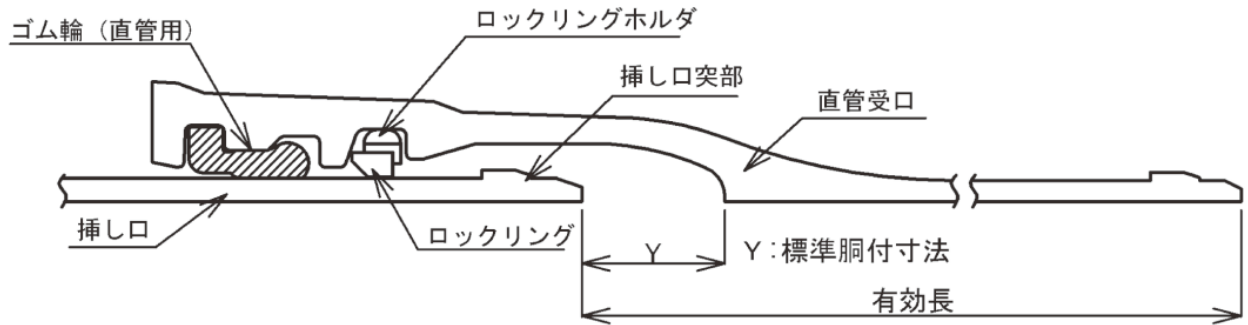 ロックリングホルダ
ゴム輪（直管用）
挿し口突部
直管受口
挿し口
ロックリング
Y
Y：標準胴付寸法
有効長